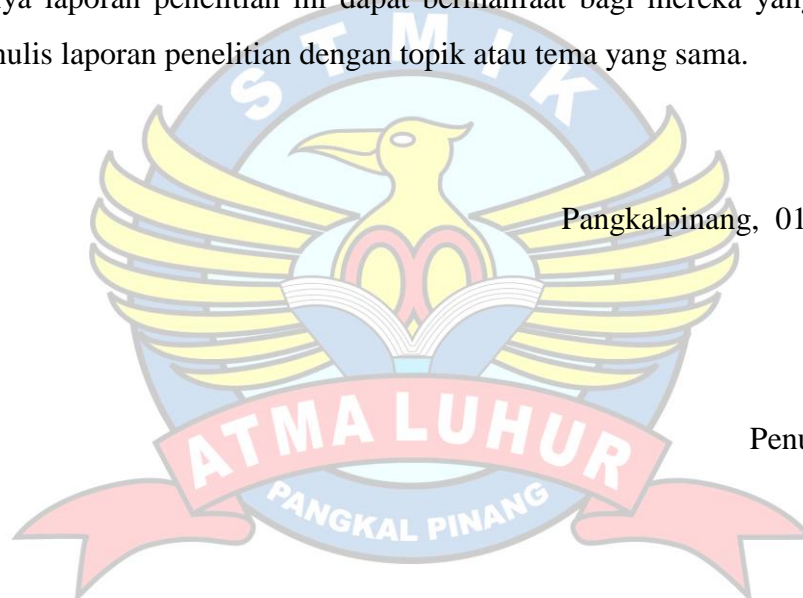 ya laporan penelitian ini dapat bermanfaat bagi mereka yang
ulis laporan penelitian dengan topik atau tema yang sama.
STMIK
Pangkalpinang, 01
ATMA LUHUR
Penu
PANGKAL PINANG